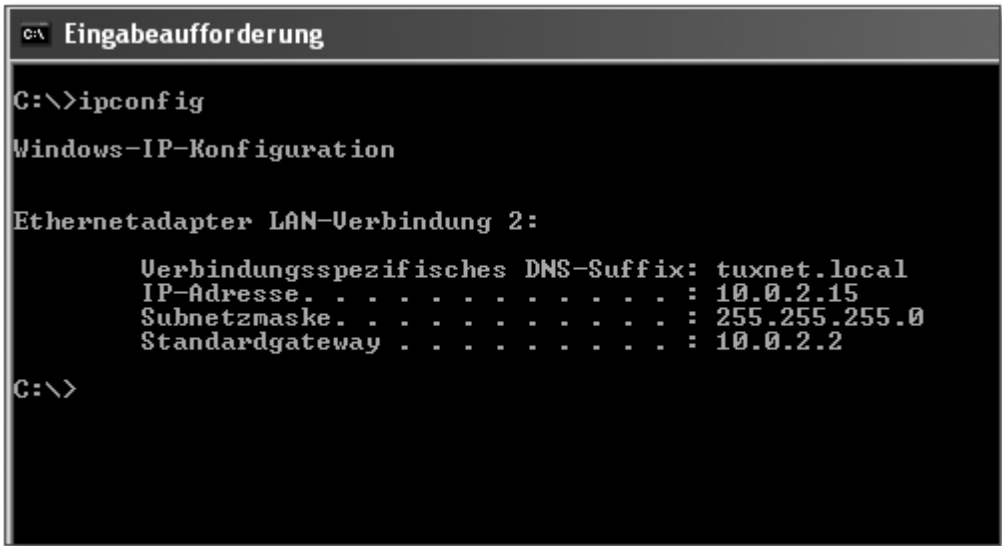 C:\ Eingabeaufforderung
C:\>ipconfig
Windows-IP-Konfiguration
Ethernetadapter LAN-Verbindung 2:
Verbindungsspezifisches DNS-Suffix: tuxnet.local
IP-Adresse. . . . . . . . . . . . : 10.0.2.15
Subnetzmaske. . . . . . . . . . . : 255.255.255.0
Standardgateway . . . . . . . . . : 10.0.2.2
C:\>